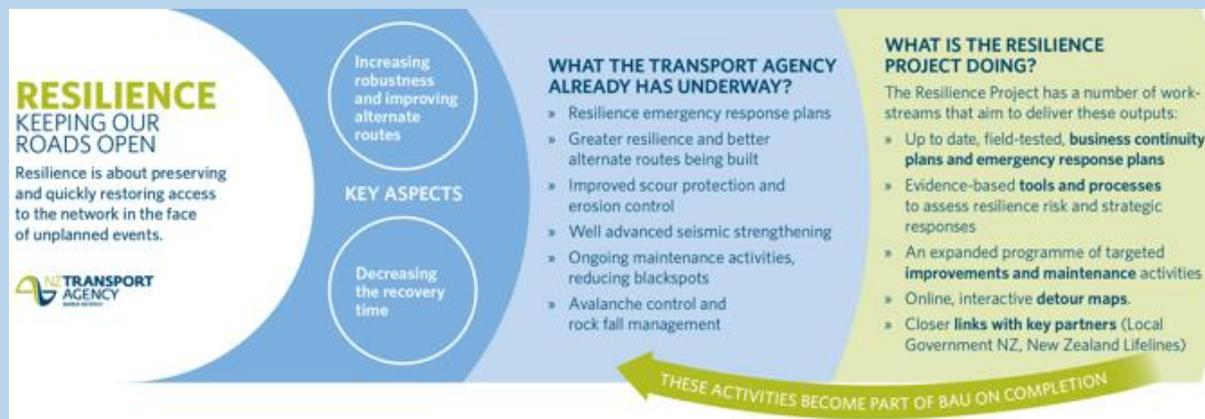 RESILIENCE
KEEPING OUR
ROADS OPEN
Resilience is about preserving
and quickly restoring access
to the network in the face
of unplanned events.
NZTRANSPORT
AGENCY
Increasing
robustness
and improving
alternate
routes
KEY ASPECTS
Decreasing
the recovery
time
WHAT THE TRANSPORT AGENCY
ALREADY HAS UNDERWAY?
» Resilience emergency response plans
» Greater resilience and better
alternate routes being built
» Improved scour protection and
erosion control
» Well advanced seismic strengthening
» Ongoing maintenance activities,
reducing blackspots
» Avalanche control and
rock fall management
WHAT IS THE RESILIENCE
PROJECT DOING?
The Resilience Project has a number of work-
streams that aim to deliver these outputs:
» Up to date, field-tested, business continuity
plans and emergency response plans
» Evidence-based tools and processes
to assess resilience risk and strategic
responses
» An expanded programme of targeted
improvements and maintenance activities
» Online, interactive detour maps.
» Closer links with key partners (Local
Government NZ, New Zealand Lifelines)
THESE ACTIVITIES BECOME PART OF BAU ON COMPLETION